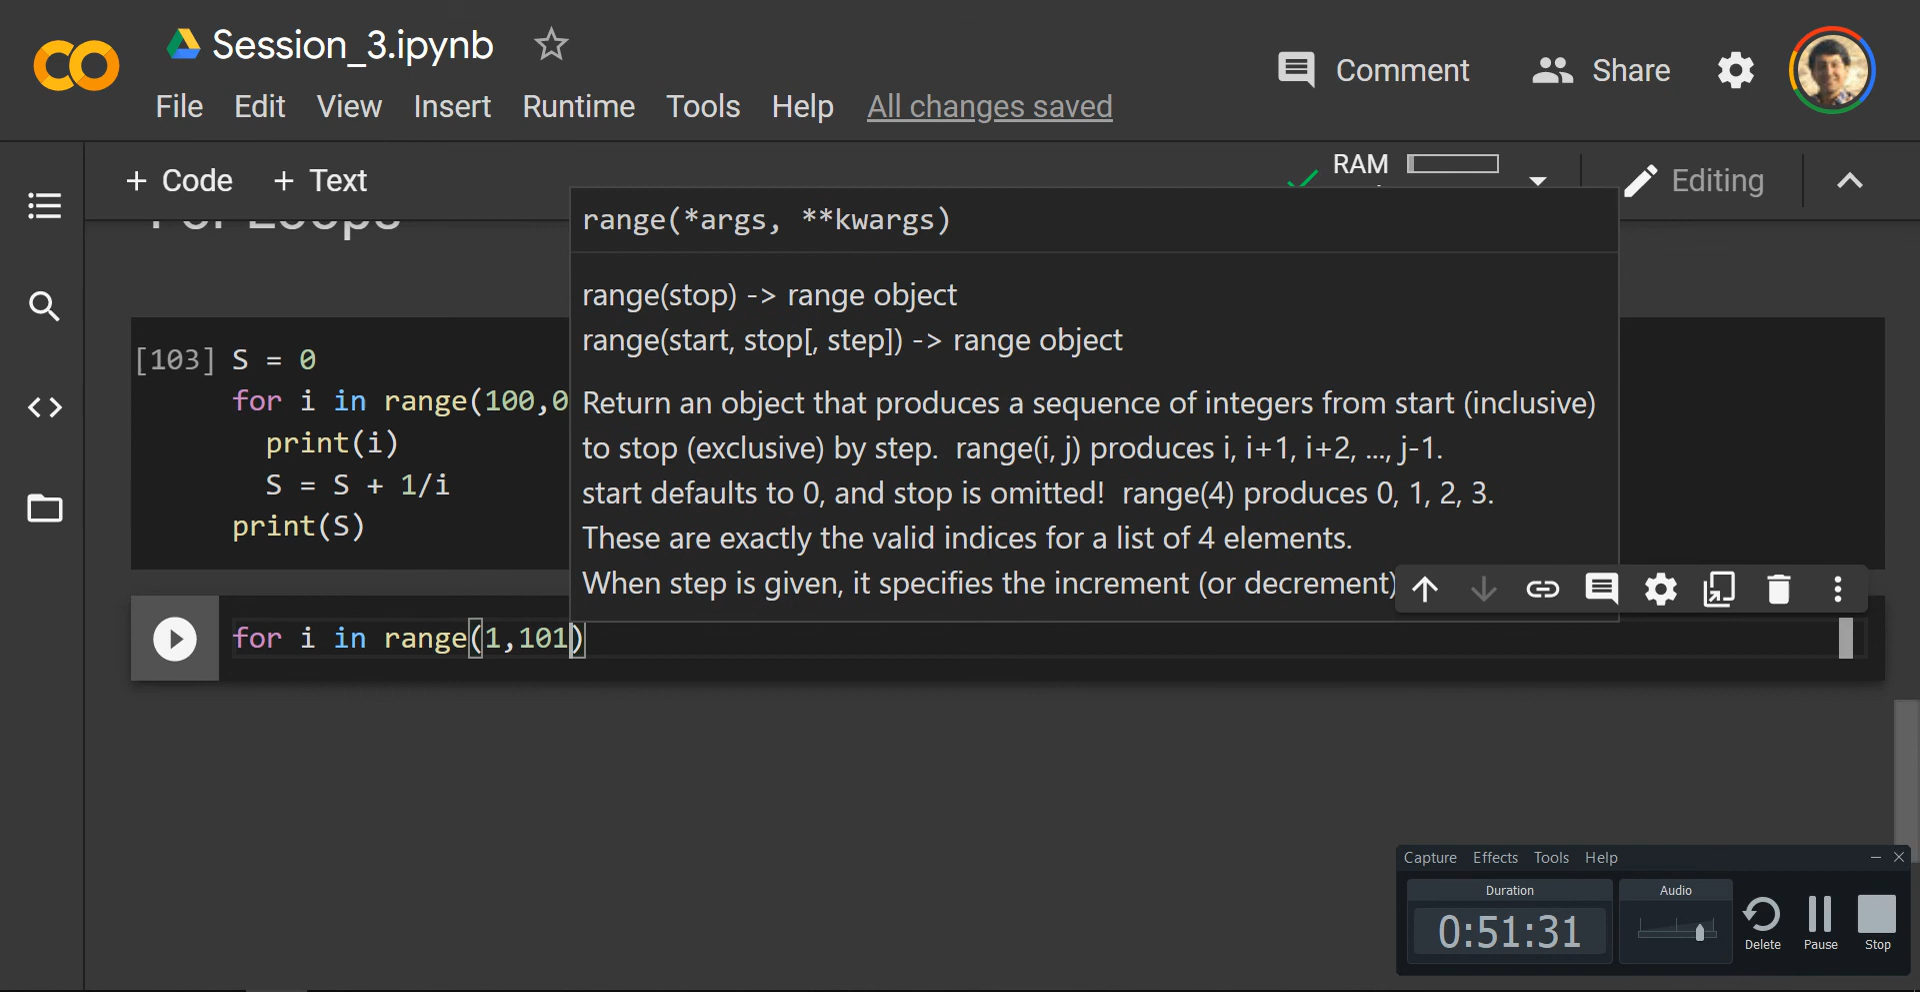 Session_3.ipynb
Comment
Share
File Edit View Insert Runtime Tools Help All changes saved
+ Code + Text
RAM
Editing
For Loops
range(*args, **kwargs)
range(stop) -> range object
range(start, stop[, step]) -> range object
Return an object that produces a sequence of integers from start (inclusive)
to stop (exclusive) by step.  range(i, j) produces i, i+1, i+2, ..., j-1.
start defaults to 0, and stop is omitted!  range(4) produces 0, 1, 2, 3.
These are exactly the valid indices for a list of 4 elements.
When step is given, it specifies the increment (or decrement)
[103] S = 0
for i in range(100,0
print(i)
S = S + 1/i
print(S)
for i in range(1,101)
Capture Effects Tools Help
Duration
Audio
0:51:31
Delete Pause Stop